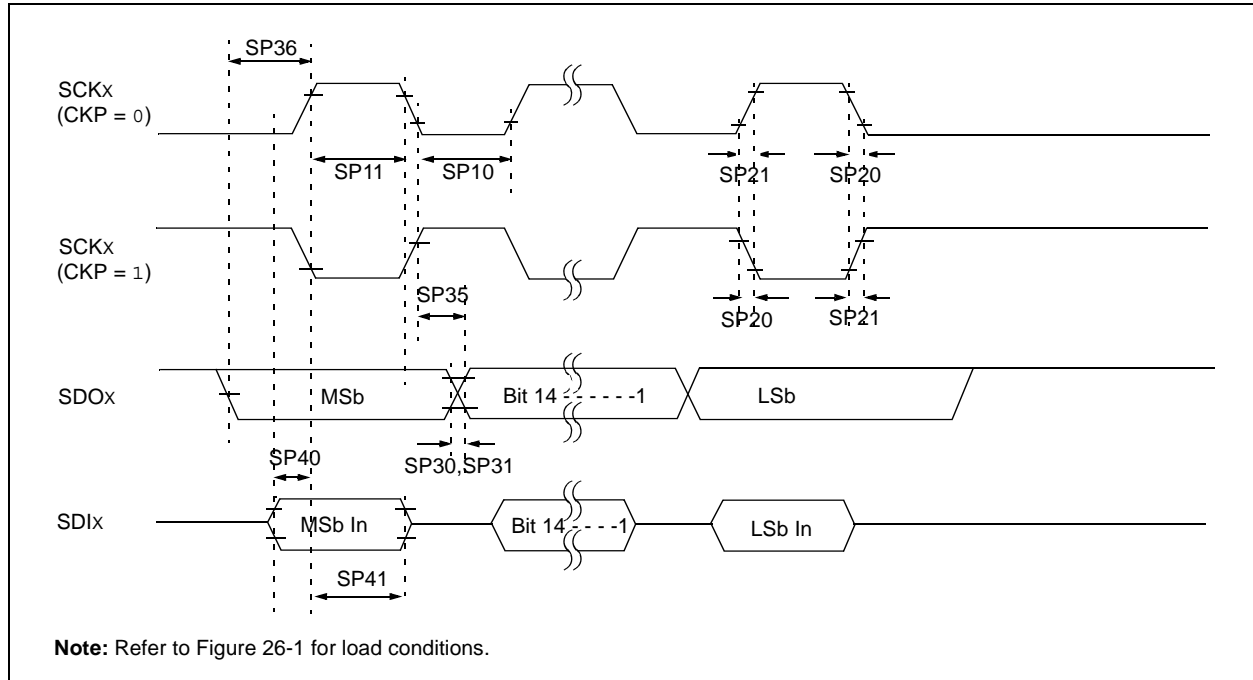 SP36
SCKx
(CKP = 0)
SP11
SP10
SP21
SP20
SCKx
(CKP = 1)
SP35
SP20
SP21
SDOx
MSb
Bit 14 - - - - - -1
LSb
SP40
SP30,SP31
SDIx
MSb In
Bit 14 - - - - -1
LSb In
SP41
Note: Refer to Figure 26-1 for load conditions.